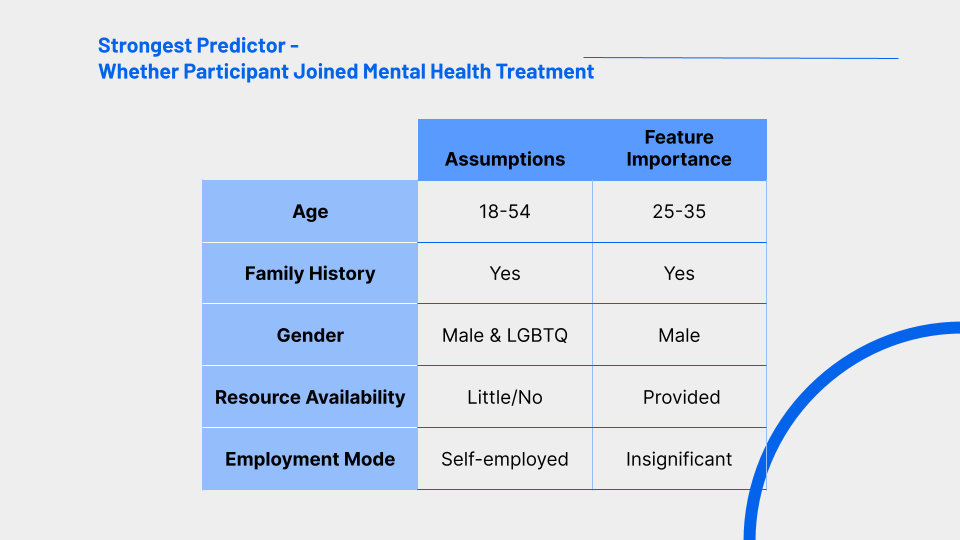 Strongest Predictor -
Whether Participant Joined Mental Health Treatment
Feature
Assumptions Importance
Age 18-54 25-35
Family History Yes Yes
Gender Male & LGBTQ Male
Resource Availability Little/No Provided
Employment Mode Self-employed Insignificant